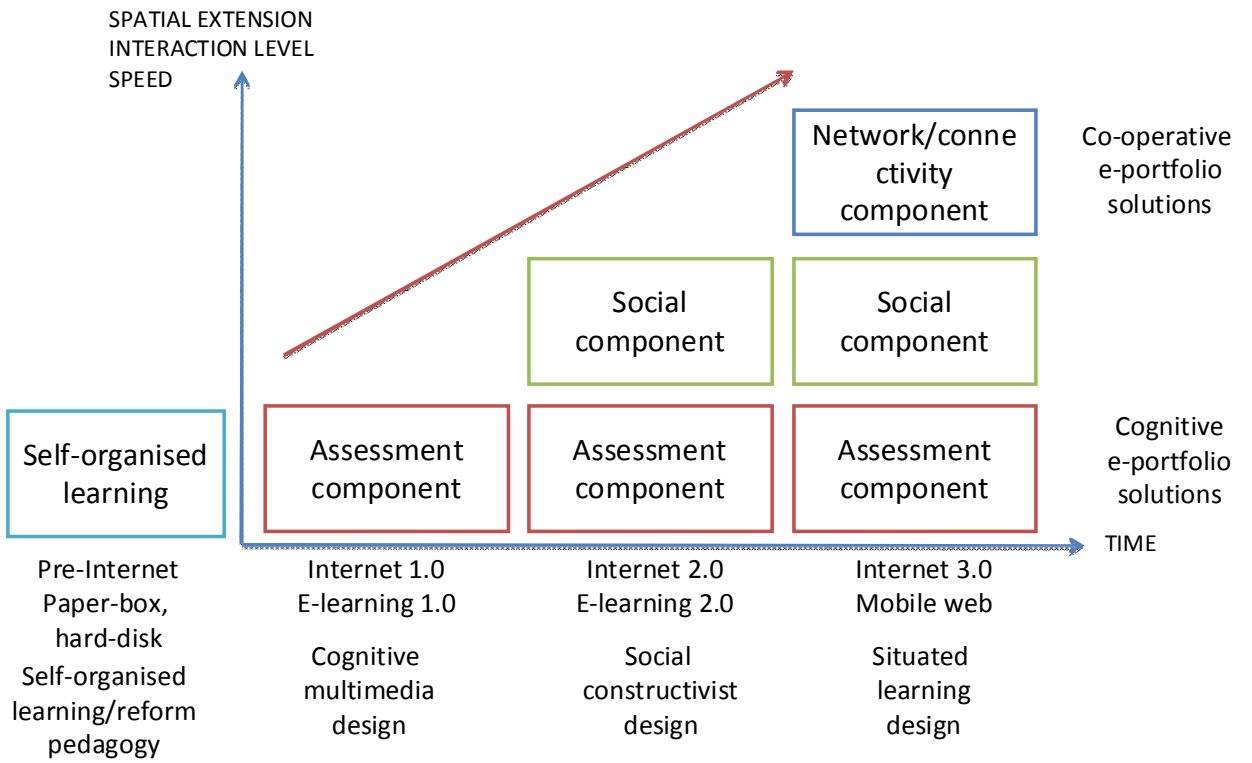 SPATIAL EXTENSION
INTERACTION LEVEL
SPEED
Network/conne
ctivity
component
Co-operative
e-portfolio
solutions
Social
component
Social
component
Self-organised
learning
Assessment
component
Assessment
component
Assessment
component
Cognitive
e-portfolio
solutions
TIME
Pre-Internet
Paper-box,
hard-disk
Self-organised
learning/reform
pedagogy
Internet 1.0
E-learning 1.0
Cognitive
multimedia
design
Internet 2.0
E-learning 2.0
Social
constructivist
design
Internet 3.0
Mobile web
Situated
learning
design